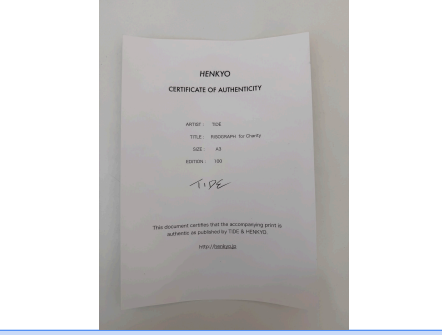 HENKYO
CERTIFICATE OF AUTHENTICITY
ARTIST : TIDE
TITLE : RISOGRAPH for Charity
SIZE : A3
EDITION : 150
TIDE
This document certifies that the accompanying print is
authentic as published by TIDE & HENKYO.
http://henkyo.jp